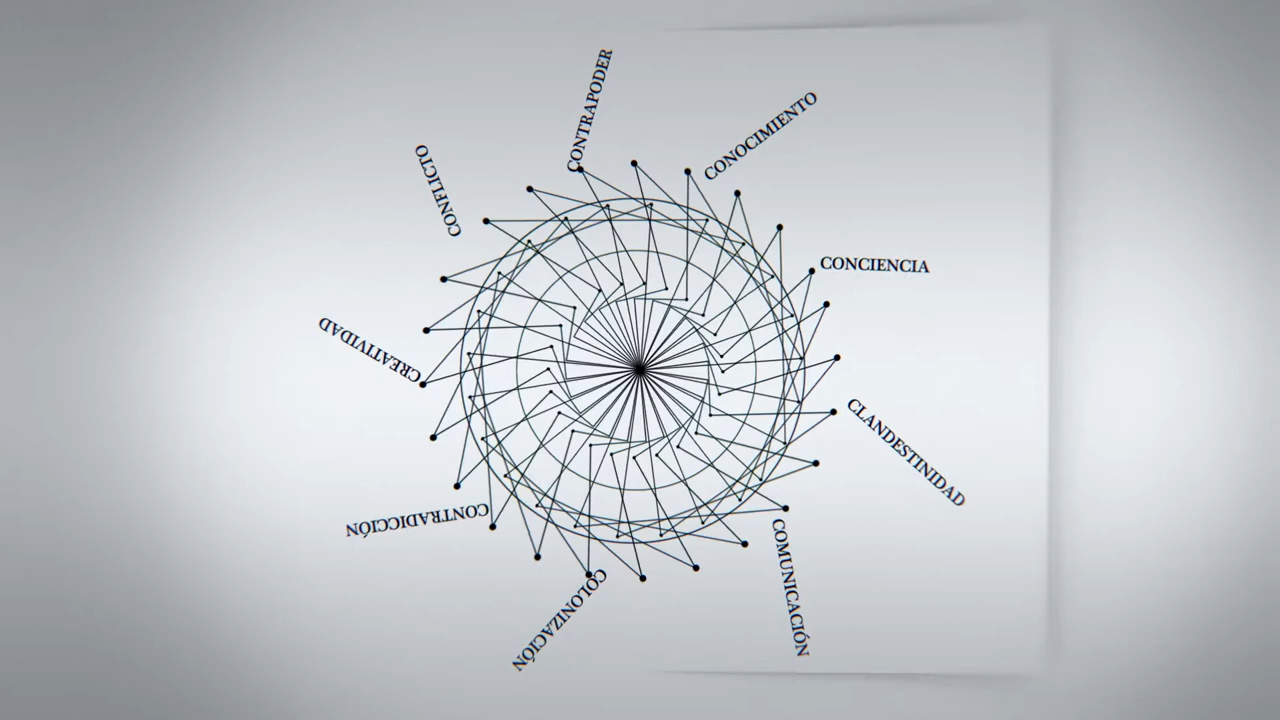 CONTRAPODER
CONOCIMIENTO
CONCIENCIA
CLANDESTINIDAD
COMUNICACIÓN
COLONIZACIÓN
CONTRADICCIÓN
CREATIVIDAD
CONFLICTO